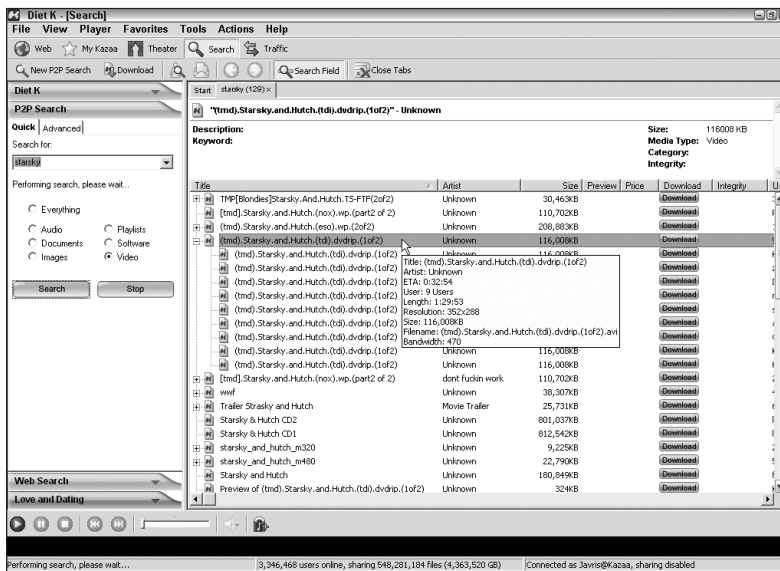 Diet K - [Search]
File View Player Favorites Tools Actions Help
Web My Kazaa Theater Search Traffic
New P2P Search Download Search Field Close Tabs
Diet K
P2P Search
Quick Advanced
Search for:
starsky
Performing search, please wait...
Everything
Audio Playlists
Documents Software
Images Video
Search Stop
Web Search
Love and Dating
Start starsky (129) ×
"(tmd).Starsky.and.Hutch.(tdi).dvdrip.(1of2)" - Unknown
Description: Size: 116008 KB
Keyword: Media Type: Video
Category:
Integrity:
Title Artist Size Preview Price Download Integrity
TMP[Blondies]Starsky.And.Hutch.TS-FTF(2of2) Unknown 30,463KB Download
[tmd].Starsky.and.Hutch.(nox).wp.(part2 of 2) Unknown 110,702KB Download
(tmd).Starsky.and.Hutch.(eso).wp.(2of2) Unknown 208,883KB Download
(tmd).Starsky.and.Hutch.(tdi).dvdrip.(1of2) Unknown 116,008KB Download
(tmd).Starsky.and.Hutch.(tdi).dvdrip.(1of2) Unknown 116,008KB Download
(tmd).Starsky.and.Hutch.(tdi).dvdrip.(1of2) Download
(tmd).Starsky.and.Hutch.(tdi).dvdrip.(1of2) Download
(tmd).Starsky.and.Hutch.(tdi).dvdrip.(1of2) Download
(tmd).Starsky.and.Hutch.(tdi).dvdrip.(1of2) Download
(tmd).Starsky.and.Hutch.(tdi).dvdrip.(1of2) Download
(tmd).Starsky.and.Hutch.(tdi).dvdrip.(1of2) Download
(tmd).Starsky.and.Hutch.(tdi).dvdrip.(1of2) Unknown 116,008KB Download
(tmd).Starsky.and.Hutch.(tdi).dvdrip.(1of2) Unknown 116,008KB Download
Title: (tmd).Starsky.and.Hutch.(tdi).dvdrip.(1of2)
Artist: Unknown
ETA: 0:32:54
User: 9 Users
Length: 1:29:53
Resolution: 352x288
Size: 116,008KB
Filename: (tmd).Starsky.and.Hutch.(tdi).dvdrip.(1of2).avi
Bandwidth: 470
[tmd].Starsky.and.Hutch.(nox).wp.(part2 of 2) dont fuckin work 110,702KB Download
wwf Unknown 38,307KB Download
Trailer Strasky and Hutch Movie Trailer 25,731KB Download
Starsky & Hutch CD2 Unknown 801,037KB Download
Starsky & Hutch CD1 Unknown 812,542KB Download
starsky_and_hutch_m320 Unknown 9,225KB Download
starsky_and_hutch_m480 Unknown 22,790KB Download
Starsky and Hutch Unknown 180,849KB Download
Preview of (tmd).Starsky.and.Hutch.(tdi).dvdrip.(1of2) Unknown 324KB Download
Performing search, please wait... 3,346,468 users online, sharing 548,281,184 files (4,363,520 GB) Connected as Javris@Kazaa, sharing disabled